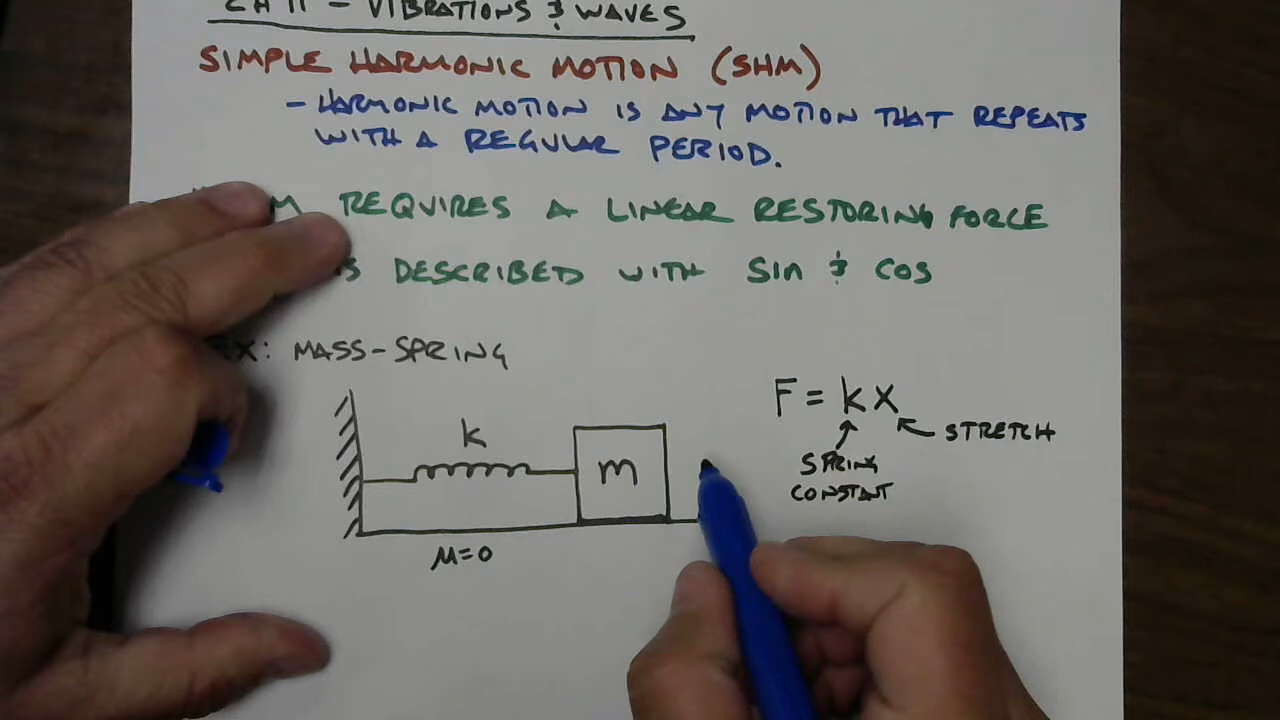 CH 11 - VIBRATIONS & WAVES
SIMPLE HARMONIC MOTION (SHM)
- HARMONIC MOTION IS ANY MOTION THAT REPEATS
WITH A REGULAR PERIOD.
M REQUIRES A LINEAR RESTORING FORCE
IS DESCRIBED WITH Sin & Cos
EX: MASS-SPRING
F = kx
k
STRETCH
m
SPRING
CONSTANT
μ=0